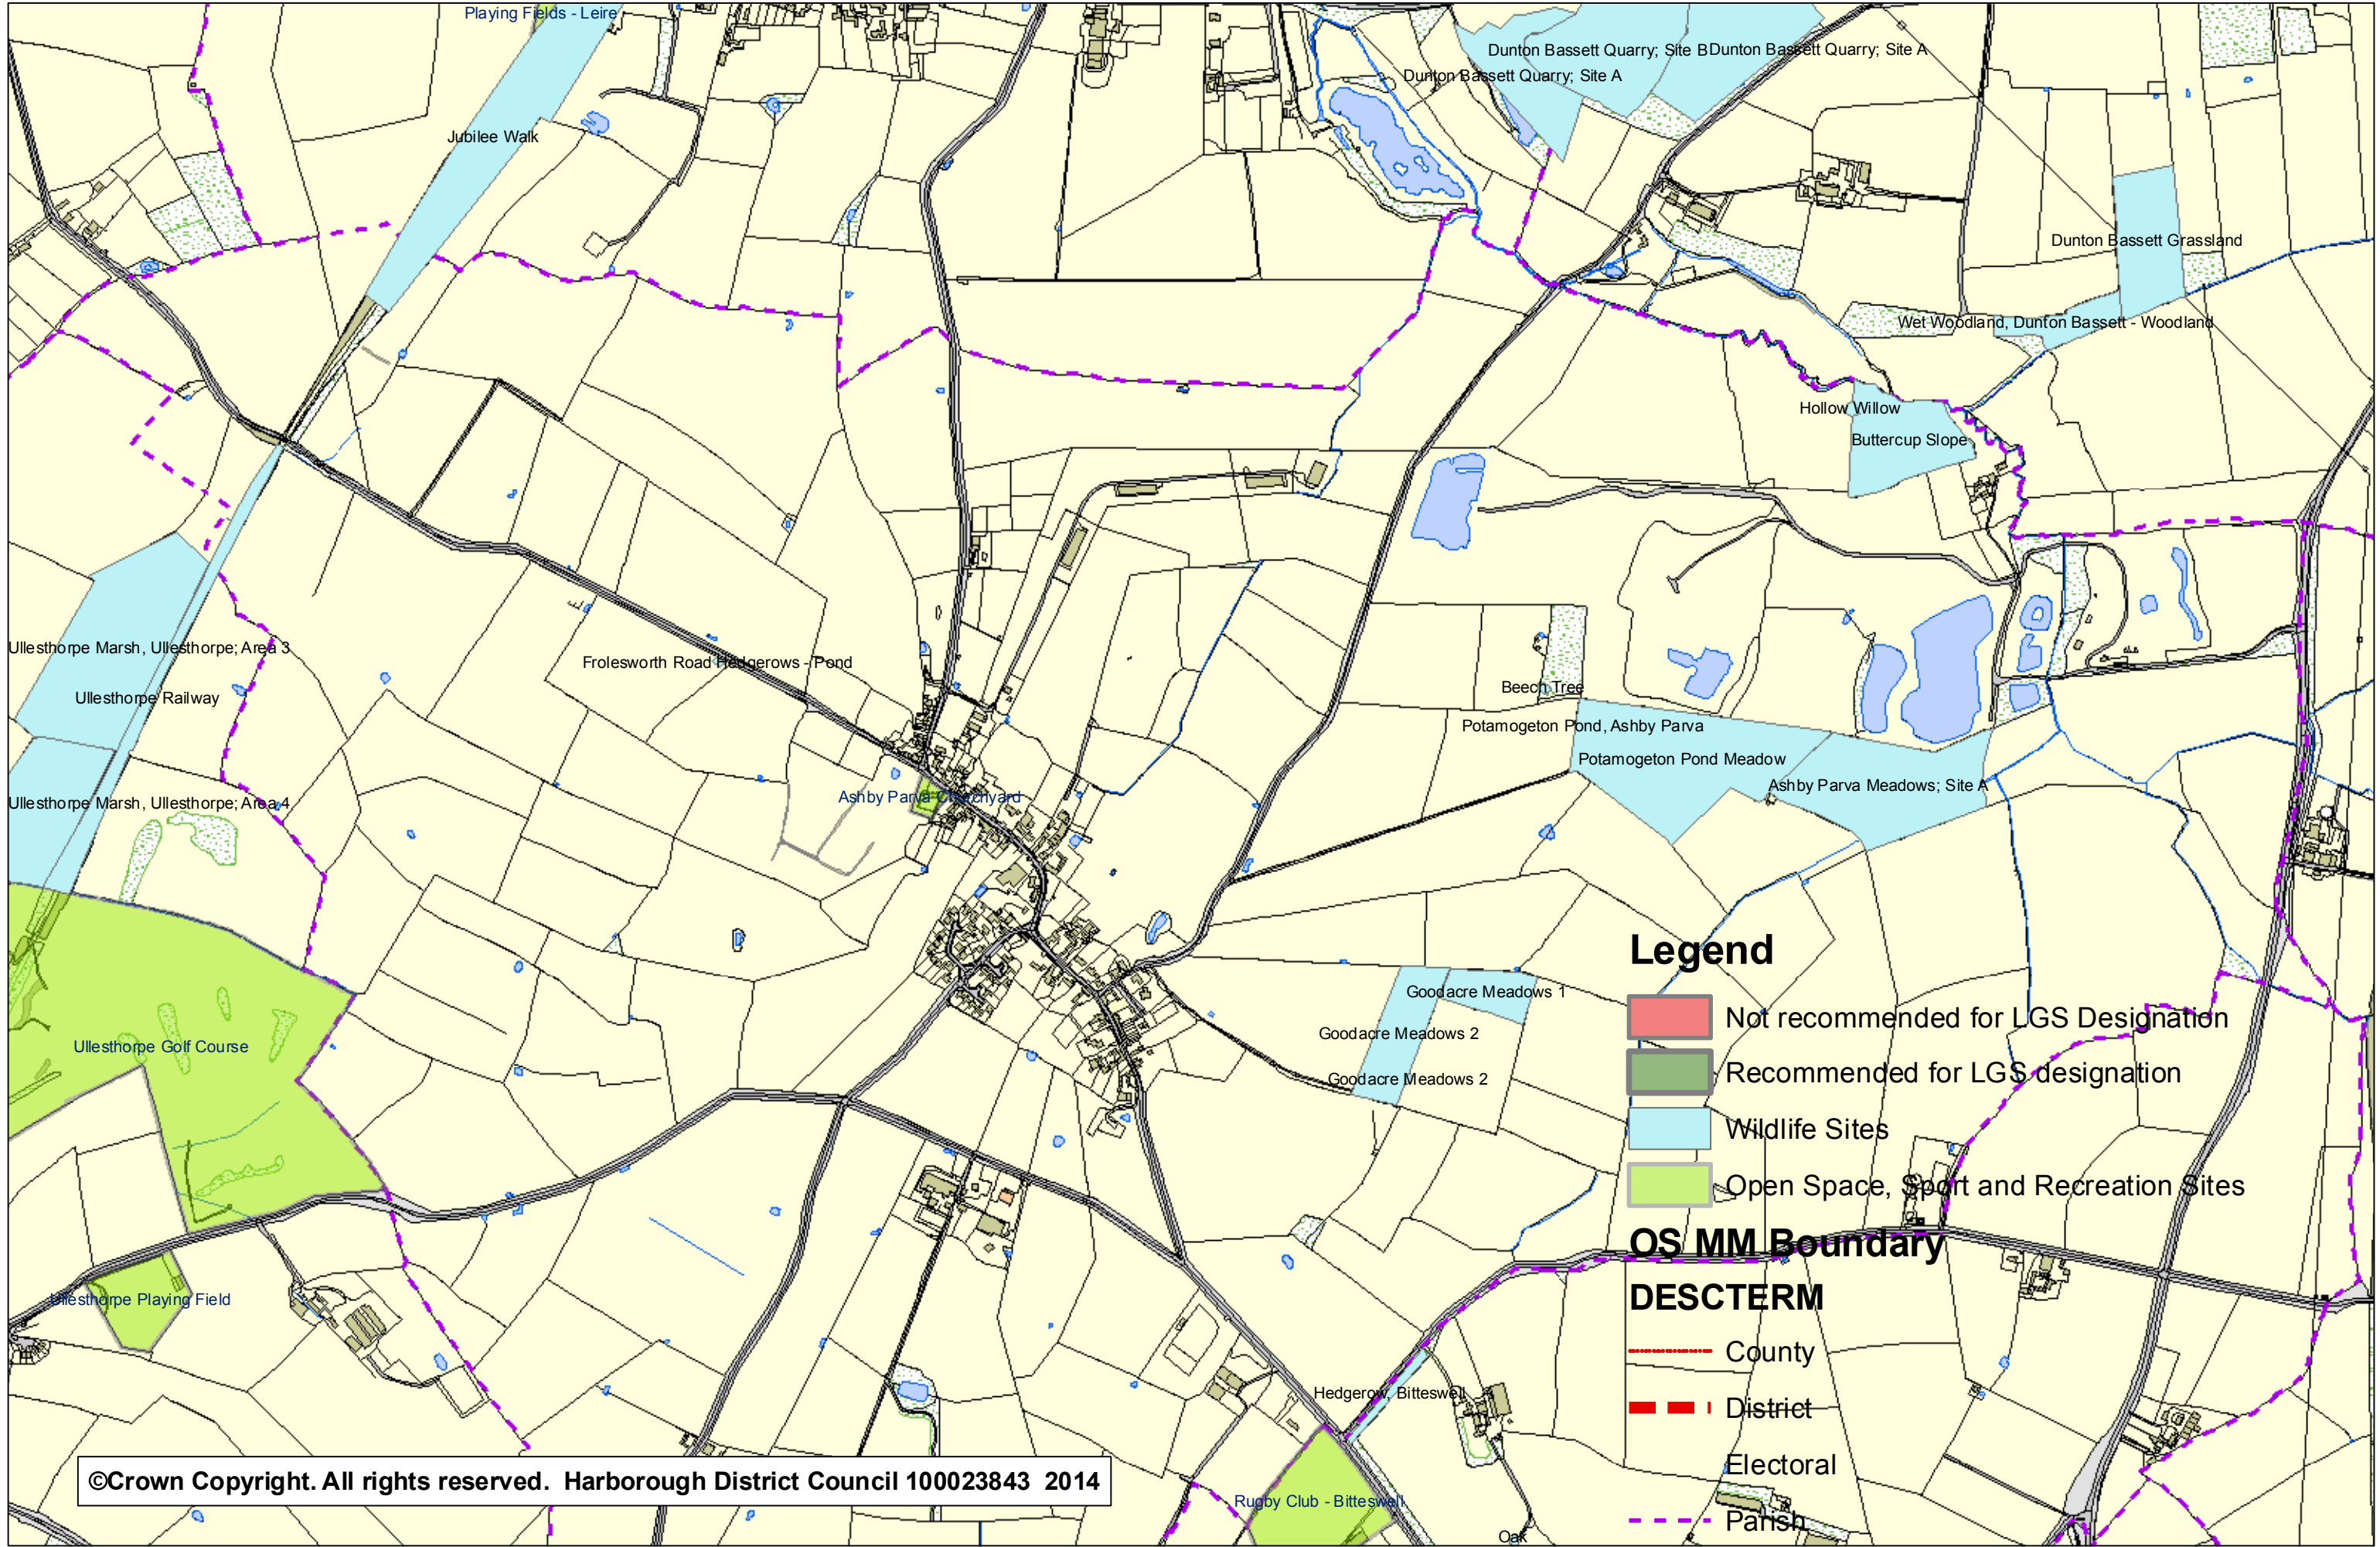 Playing Fields - Leire
Dunton Bassett Quarry; Site B
Dunton Bassett Quarry; Site A
Dunton Bassett Quarry; Site A
Jubilee Walk
Dunton Bassett Grassland
Wet Woodland, Dunton Bassett - Woodland
Hollow Willow
Buttercup Slope
Ullesthorpe Marsh, Ullesthorpe; Area 3
Frolesworth Road Hedgerows - Pond
Beech Tree
Ullesthorpe Railway
Potamogeton Pond, Ashby Parva
Potamogeton Pond Meadow
Ashby Parva Meadows; Site A
Ullesthorpe Marsh, Ullesthorpe; Area 4
Ashby Parva Churchyard
Goodacre Meadows 1
Goodacre Meadows 2
Goodacre Meadows 2
Ullesthorpe Golf Course
Ullesthorpe Playing Field
Hedgerow, Bitteswell
Rugby Club - Bitteswell
Oak
Legend
Not recommended for LGS Designation
Recommended for LGS designation
Wildlife Sites
Open Space, Sport and Recreation Sites
OS MM Boundary
DESCTERM
County
District
Electoral
Parish
©Crown Copyright. All rights reserved. Harborough District Council 100023843 2014